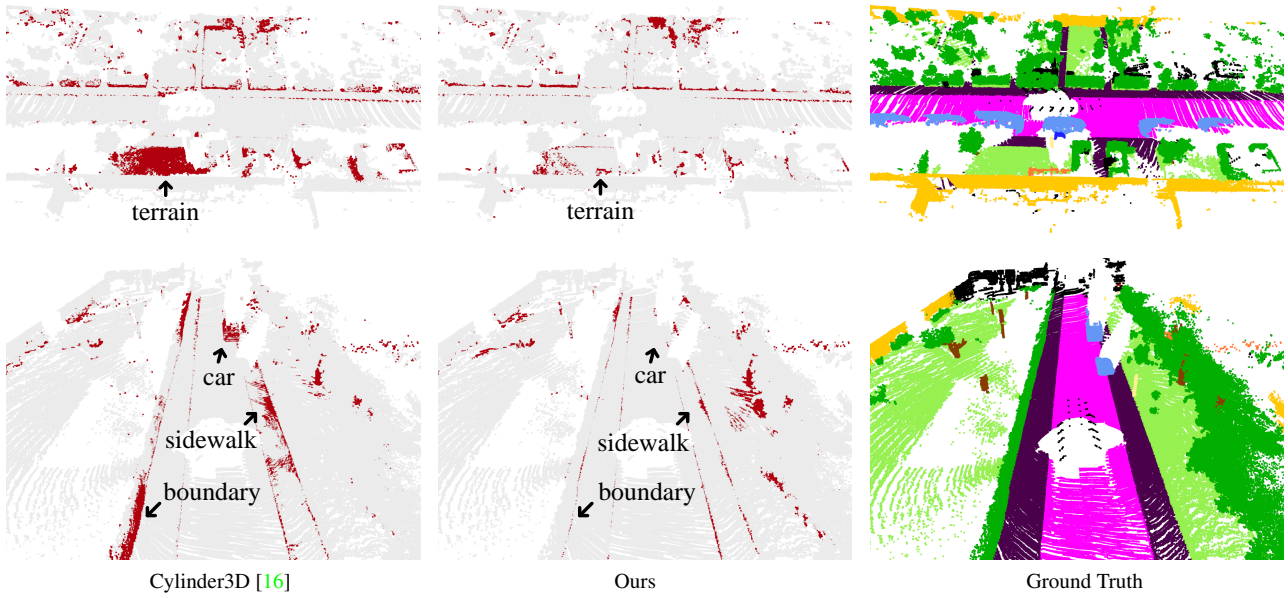 terrain
terrain
car
car
sidewalk
sidewalk
boundary
boundary
Cylinder3D [16]
Ours
Ground Truth